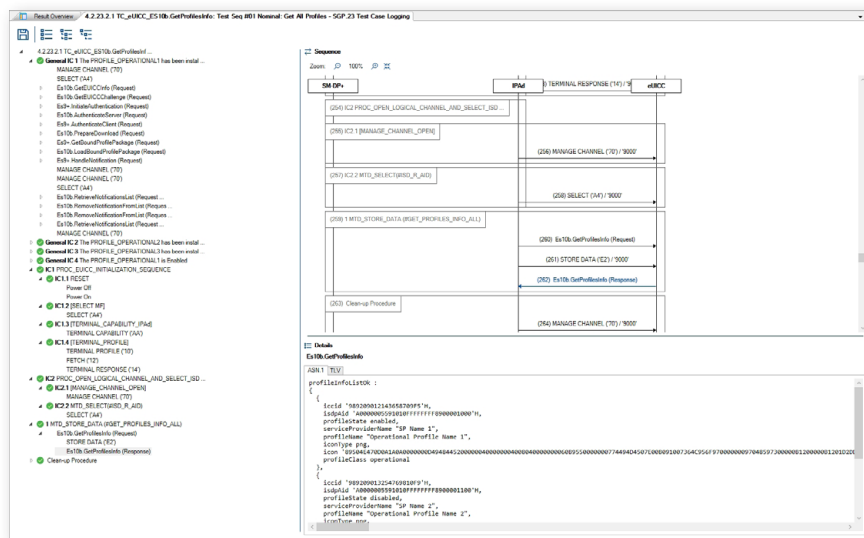 Result Overview
4.2.23.2.1 TC_eUICC_ES10b.GetProfilesInfo: Test Seq #01 Nominal: Get All Profiles - SGP.23 Test Case Logging
4.2.23.2.1 TC_eUICC_ES10b.GetProfilesInf ...
General IC 1 The PROFILE_OPERATIONAL1 has been instal ...
MANAGE CHANNEL ('70')
SELECT ('A4')
Es10b.GetEUICCInfo (Request)
Es10b.GetEUICCChallenge (Request)
Es9+.InitiateAuthentication (Request)
Es10b.AuthenticateServer (Request)
Es9+.AuthenticateClient (Request)
Es10b.PrepareDownload (Request)
Es9+.GetBoundProfilePackage (Request)
Es10b.LoadBoundProfilePackage (Request)
Es9+.HandleNotification (Request)
MANAGE CHANNEL ('70')
MANAGE CHANNEL ('70')
SELECT ('A4')
Es10b.RetrieveNotificationsList (Request ...
Es10b.RemoveNotificationFromList (Reques ...
Es10b.RemoveNotificationFromList (Reques ...
Es10b.RetrieveNotificationsList (Request ...
MANAGE CHANNEL ('70')
General IC 2 The PROFILE_OPERATIONAL2 has been instal ...
General IC 3 The PROFILE_OPERATIONAL3 has been instal ...
General IC 4 The PROFILE_OPERATIONAL1 is Enabled
IC1 PROC_EUICC_INITIALIZATION_SEQUENCE
IC1.1 RESET
Power Off
Power On
IC1.2 [SELECT MF]
SELECT ('A4')
IC1.3 [TERMINAL_CAPABILITY_IPAd]
TERMINAL CAPABILITY ('AA')
IC1.4 [TERMINAL_PROFILE]
TERMINAL PROFILE ('10')
FETCH ('12')
TERMINAL RESPONSE ('14')
IC2 PROC_OPEN_LOGICAL_CHANNEL_AND_SELECT_ISD ...
IC2.1 [MANAGE_CHANNEL_OPEN]
MANAGE CHANNEL ('70')
IC2.2 MTD_SELECT(#ISD_R_AID)
SELECT ('A4')
1 MTD_STORE_DATA (#GET_PROFILES_INFO_ALL)
Es10b.GetProfilesInfo (Request)
STORE DATA ('E2')
Es10b.GetProfilesInfo (Response)
Clean-up Procedure
Sequence
Zoom: 100%
SM-DP+
IPAd
) TERMINAL RESPONSE ('14') / '9
eUICC
(254) IC2 PROC_OPEN_LOGICAL_CHANNEL_AND_SELECT_ISD ...
(255) IC2.1 [MANAGE_CHANNEL_OPEN]
(256) MANAGE CHANNEL ('70') / '9000'
(257) IC2.2 MTD_SELECT(#ISD_R_AID)
(258) SELECT ('A4') / '9000'
(259) 1 MTD_STORE_DATA (#GET_PROFILES_INFO_ALL)
(260) Es10b.GetProfilesInfo (Request)
(261) STORE DATA ('E2') / '9000'
(262) Es10b.GetProfilesInfo (Response)
(263) Clean-up Procedure
(264) MANAGE CHANNEL ('70') / '9000'
Details
Es10b.GetProfilesInfo
ASN.1 TLV
profileInfoListOk :
{
{
iccid '989209012143658709F5'H,
isdpAid 'A0000005591010FFFFFFFF8900001000'H,
profileState enabled,
serviceProviderName "SP Name 1",
profileName "Operational Profile Name 1",
iconType png,
icon
profileClass operational
},
{
iccid '989209013254769810F9'H,
isdpAid 'A0000005591010FFFFFFFF8900001100'H,
profileState disabled,
serviceProviderName "SP Name 2",
profileName "Operational Profile Name 2",
iconType png,